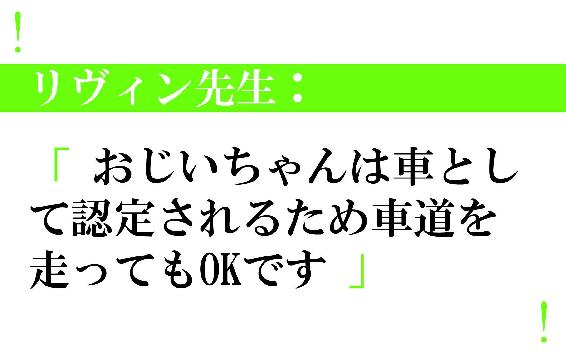 !
リヴィン先生：
「 おじいちゃんは車とし
て認定されるため車道を
走ってもOKです 」
!